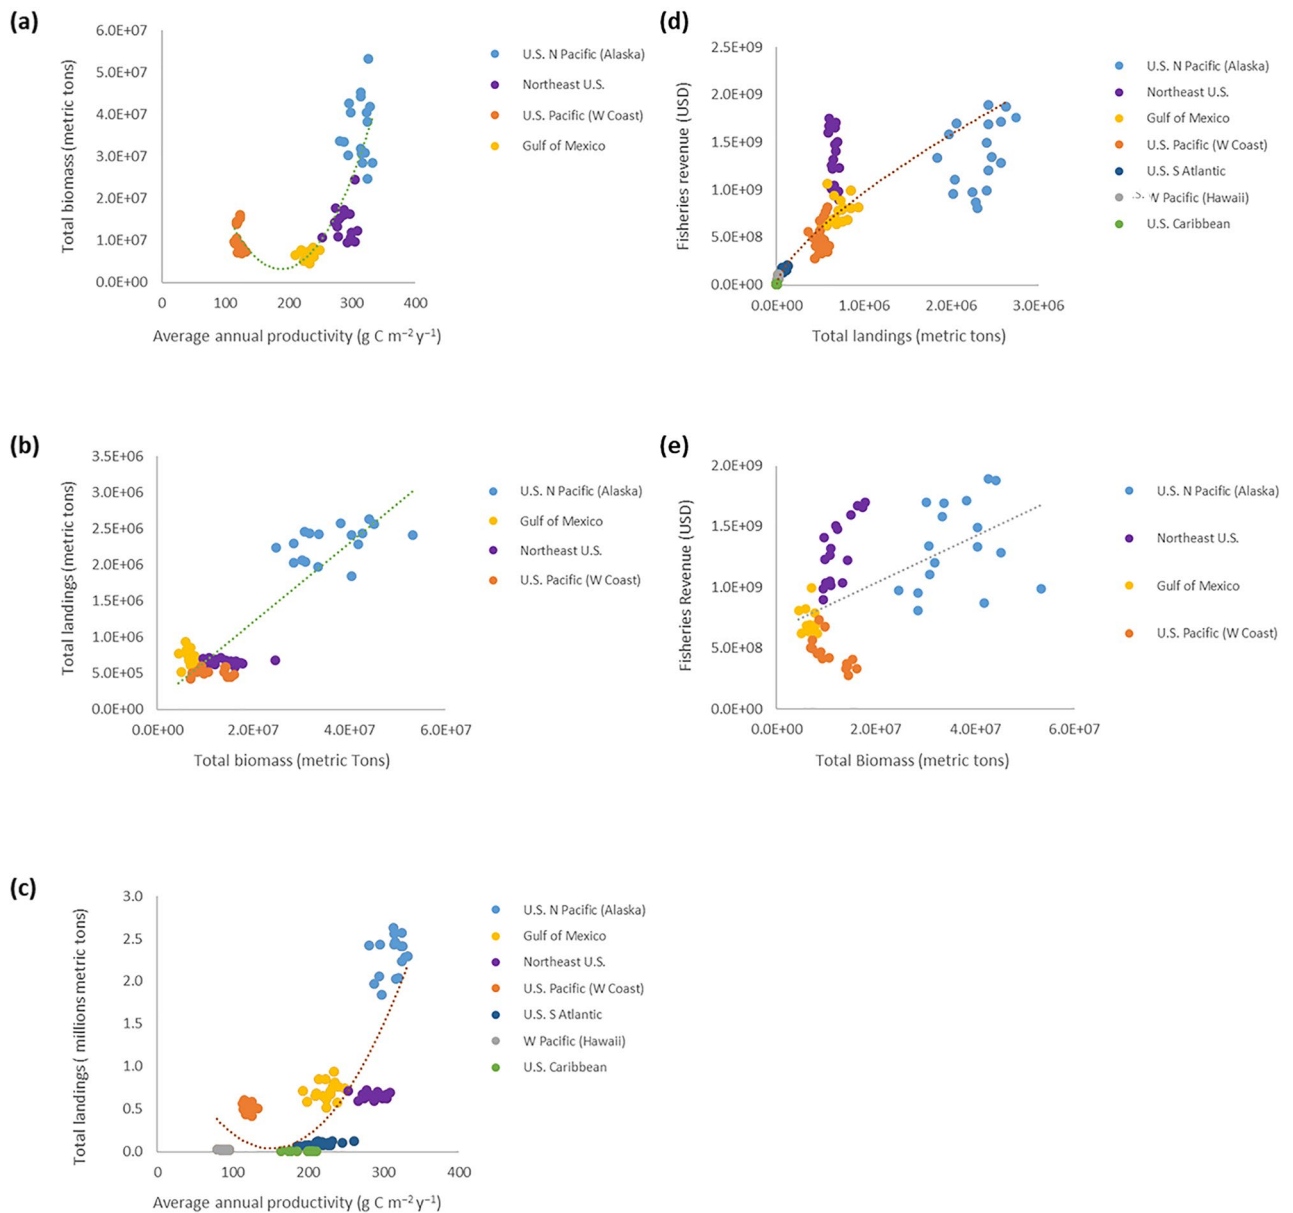 (a)
Total biomass (metric tons)
6.0E+07
5.0E+07
4.0E+07
3.0E+07
2.0E+07
1.0E+07
0.0E+00
0 100 200 300 400
Average annual productivity (g C m⁻² y⁻¹)
U.S. N Pacific (Alaska)
Northeast U.S.
U.S. Pacific (W Coast)
Gulf of Mexico
(d)
Fisheries revenue (USD)
2.5E+09
2.0E+09
1.5E+09
1.0E+09
5.0E+08
0.0E+00
0.0E+00 1.0E+06 2.0E+06 3.0E+06
Total landings (metric tons)
U.S. N Pacific (Alaska)
Northeast U.S.
Gulf of Mexico
U.S. Pacific (W Coast)
U.S. S Atlantic
W Pacific (Hawaii)
U.S. Caribbean
(b)
Total landings (metric tons)
3.5E+06
3.0E+06
2.5E+06
2.0E+06
1.5E+06
1.0E+06
5.0E+05
0.0E+00
0.0E+00 2.0E+07 4.0E+07 6.0E+07
Total biomass (metric Tons)
U.S. N Pacific (Alaska)
Gulf of Mexico
Northeast U.S.
U.S. Pacific (W Coast)
(e)
Fisheries Revenue (USD)
2.0E+09
1.5E+09
1.0E+09
5.0E+08
0.0E+00
0.0E+00 2.0E+07 4.0E+07 6.0E+07
Total Biomass (metric tons)
U.S. N Pacific (Alaska)
Northeast U.S.
Gulf of Mexico
U.S. Pacific (W Coast)
(c)
Total landings ( millions metric tons)
3.0
2.5
2.0
1.5
1.0
0.5
0.0
0 100 200 300 400
Average annual productivity (g C m⁻² y⁻¹)
U.S. N Pacific (Alaska)
Gulf of Mexico
Northeast U.S.
U.S. Pacific (W Coast)
U.S. S Atlantic
W Pacific (Hawaii)
U.S. Caribbean